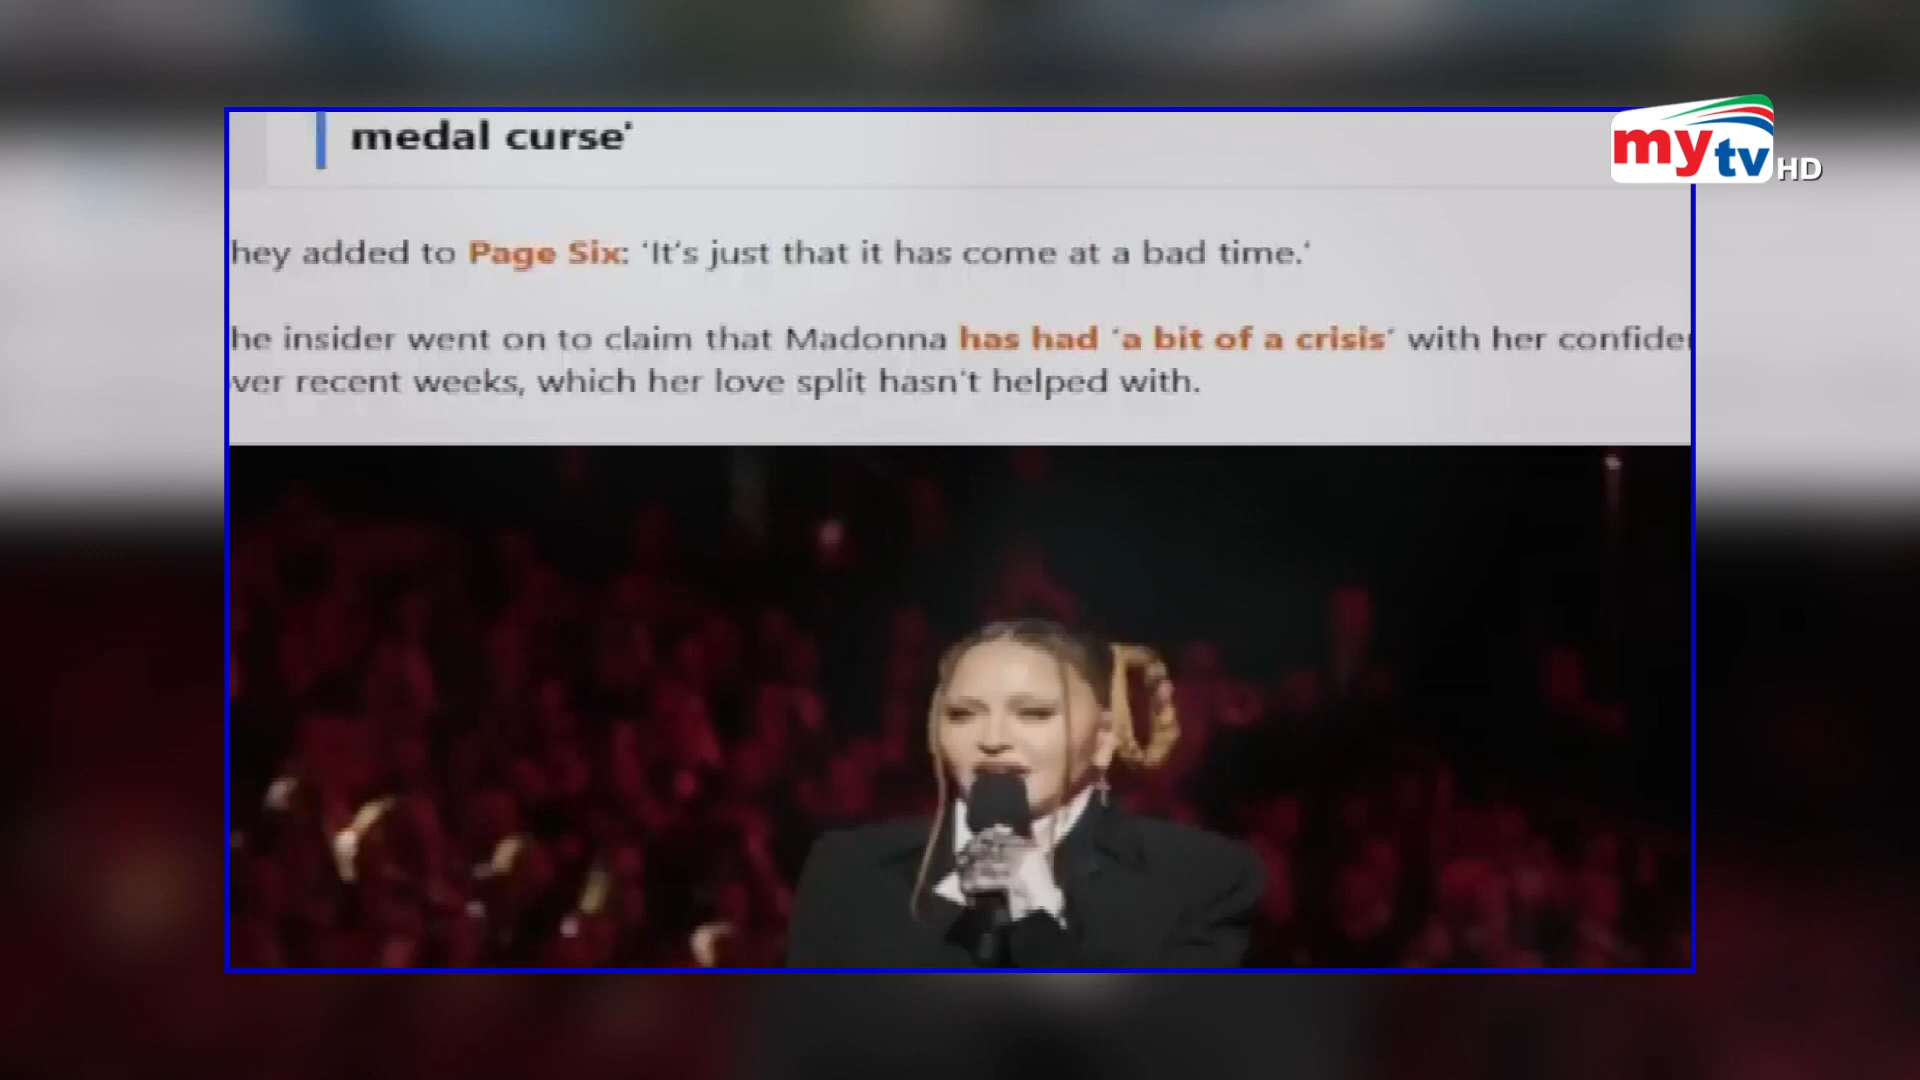 medal curse'
my tv HD
hey added to Page Six: 'It's just that it has come at a bad time.'
he insider went on to claim that Madonna has had 'a bit of a crisis' with her confide
ver recent weeks, which her love split hasn't helped with.